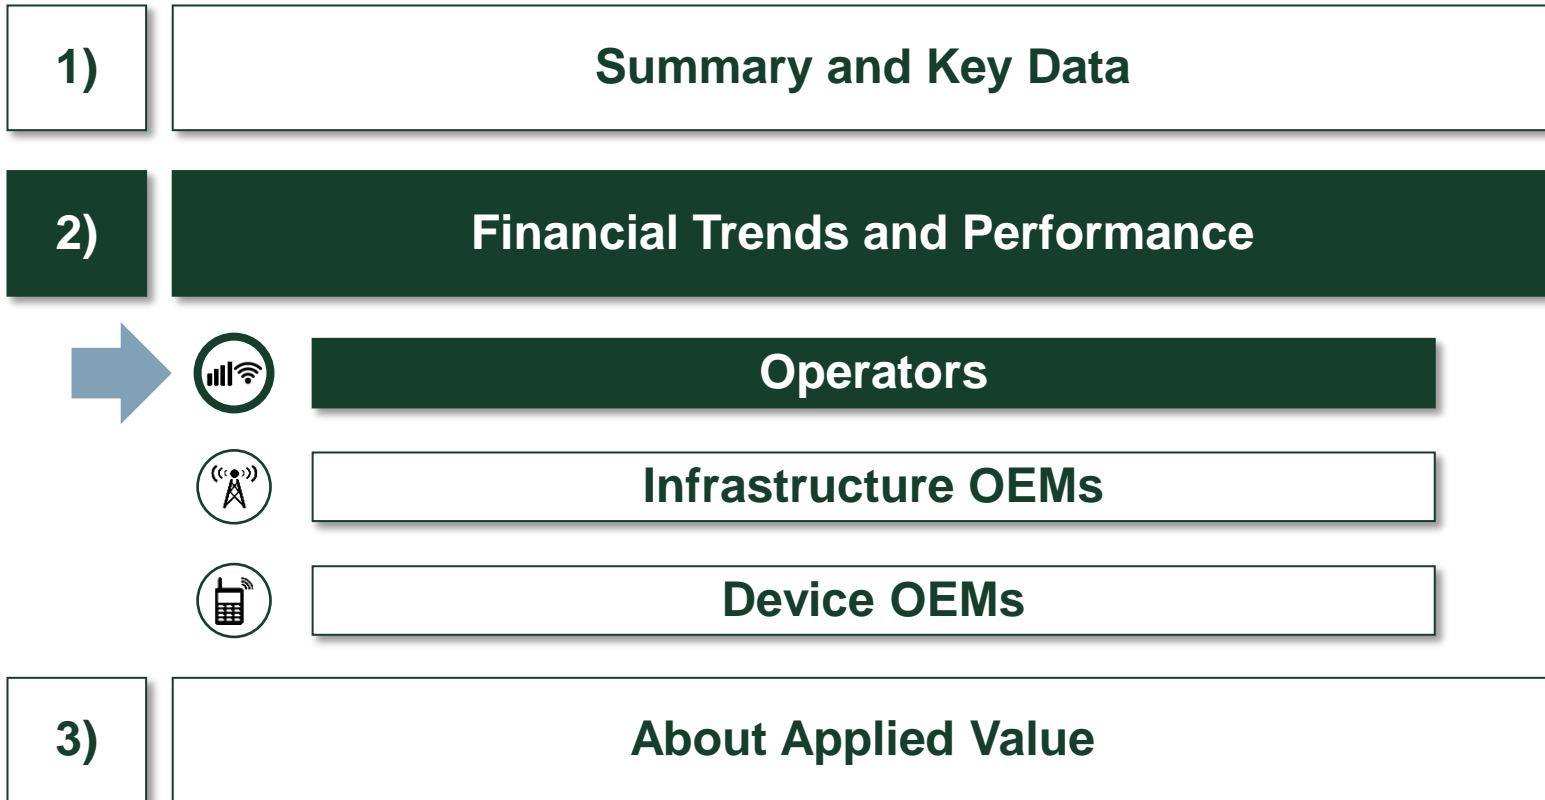 1)
Summary and Key Data
2)
Financial Trends and Performance
Operators
Infrastructure OEMs
Device OEMs
3)
About Applied Value